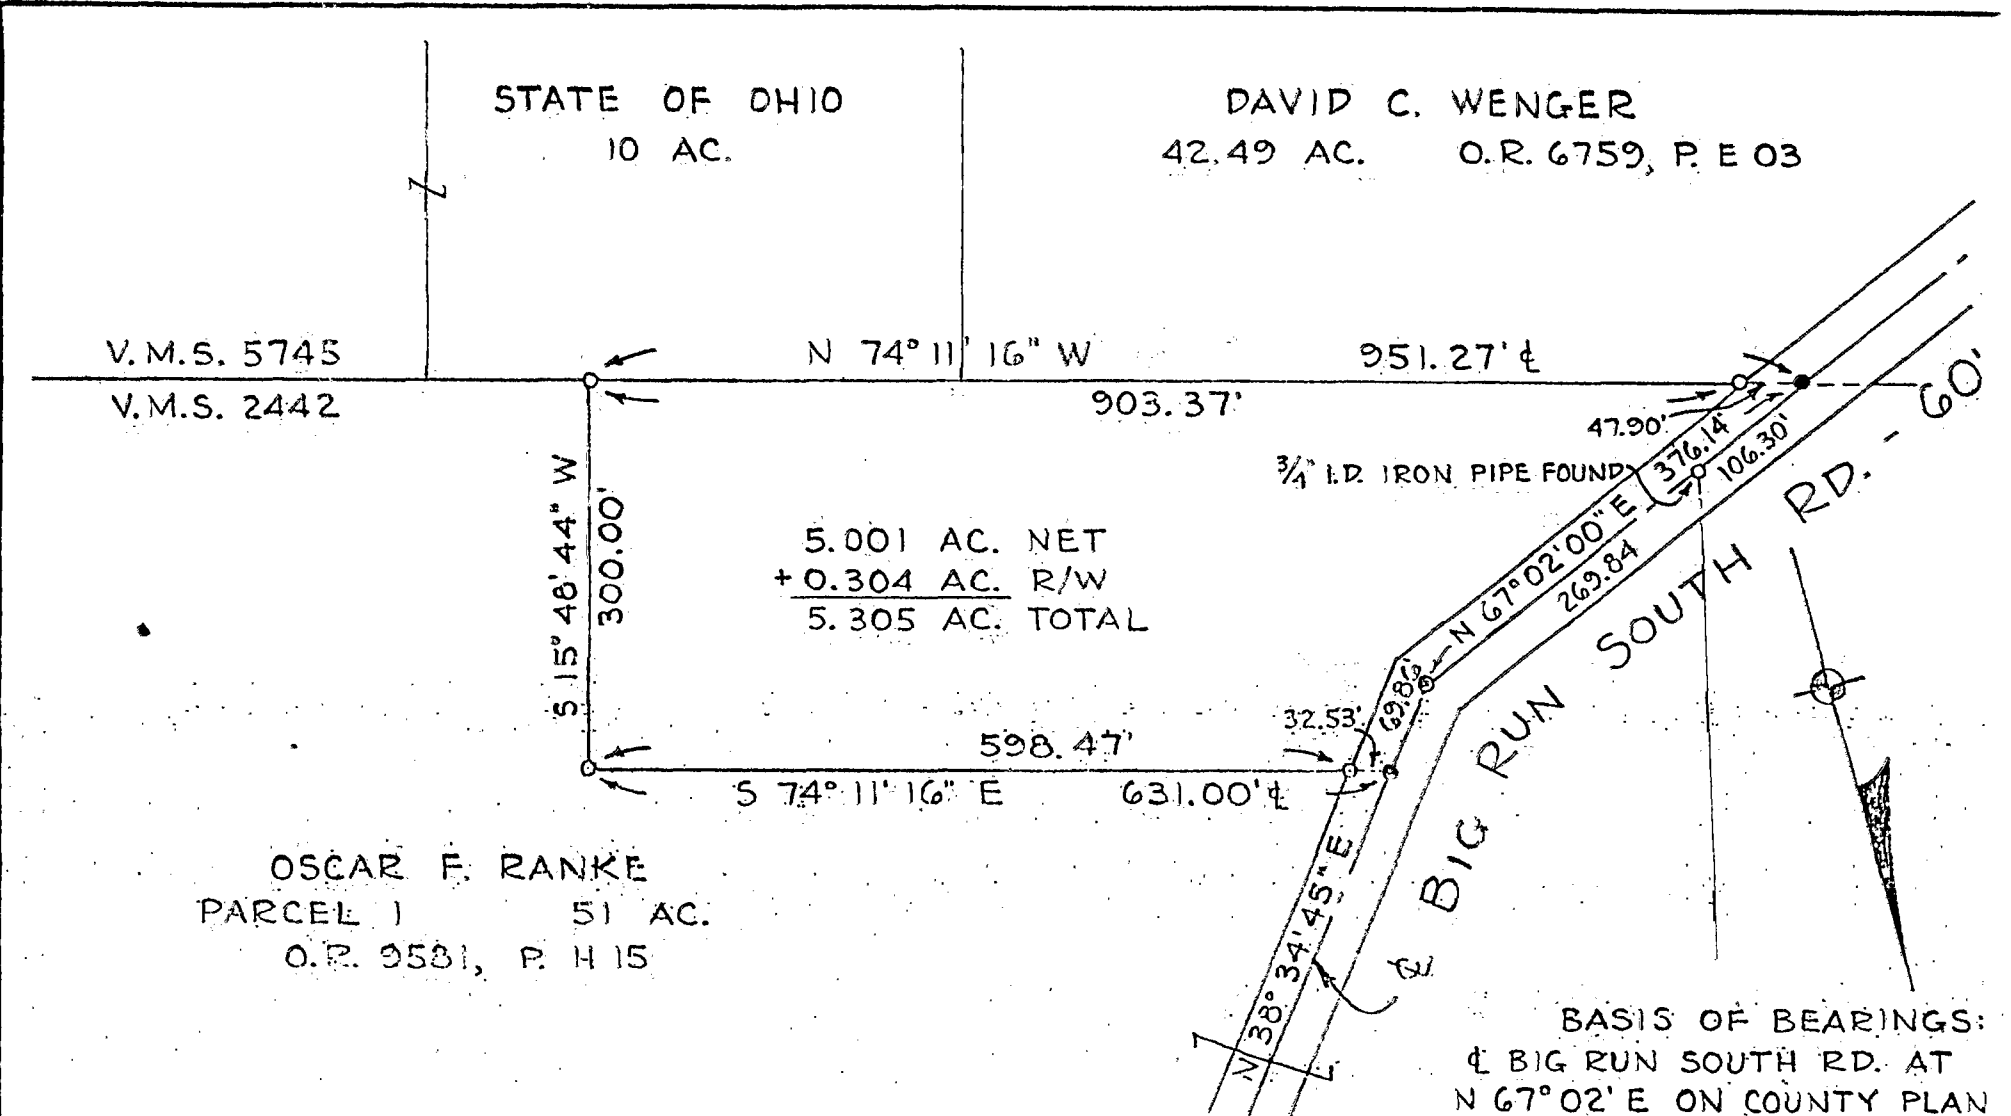 STATE OF OHIO
10 AC.
DAVID C. WENGER
42.49 AC. O.R. 6759, P. E 03
V.M.S. 5745
V.M.S. 2442
N 74° 11' 16" W
951.27' ℄
903.37'
47.90'
3/4" I.D. IRON PIPE FOUND
376.14'
106.30'
N 67° 02' 00" E
269.84
S 15° 48' 44" W
300.00'
5.001 AC. NET
+ 0.304 AC. R/W
5.305 AC. TOTAL
69.86'
32.53'
598.47'
S 74° 11' 16" E
631.00' ℄
N 38° 34' 45" E
℄ BIG RUN SOUTH RD. - 60'
OSCAR F. RANKE
PARCEL 1 51 AC.
O.R. 9581, P. H 15
BASIS OF BEARINGS:
℄ BIG RUN SOUTH RD. AT
N 67° 02' E ON COUNTY PLAN